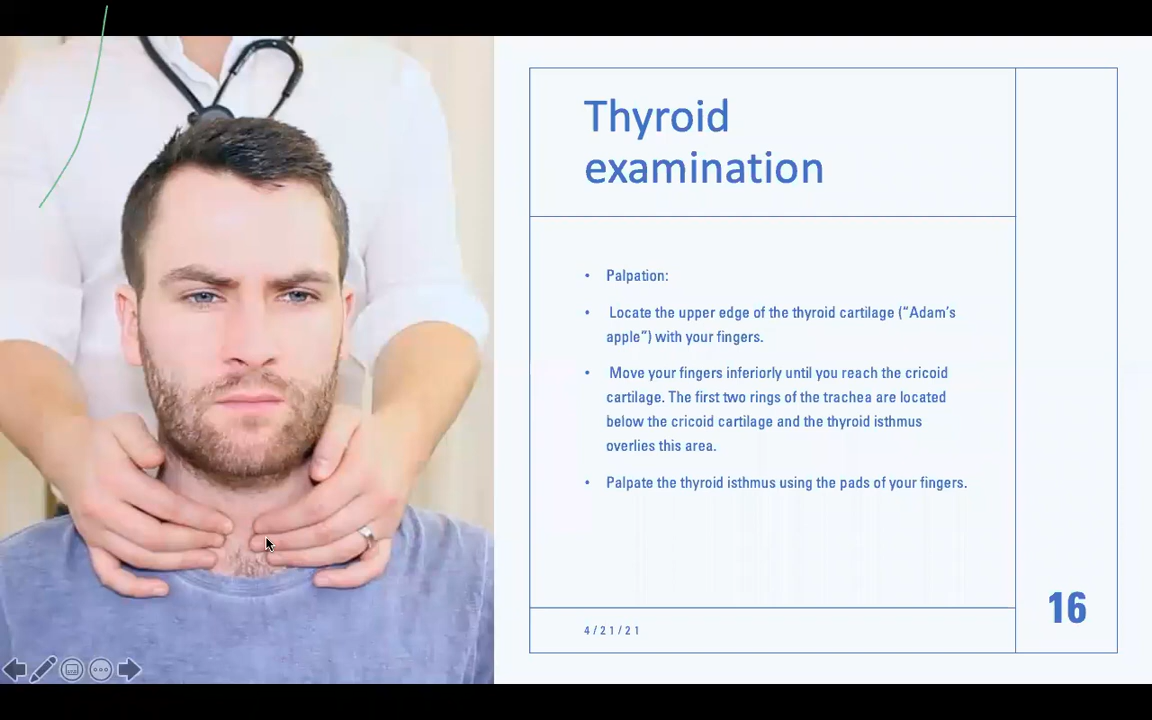 Thyroid
examination
• Palpation:
• Locate the upper edge of the thyroid cartilage (“Adam’s
apple”) with your fingers.
• Move your fingers inferiorly until you reach the cricoid
cartilage. The first two rings of the trachea are located
below the cricoid cartilage and the thyroid isthmus
overlies this area.
• Palpate the thyroid isthmus using the pads of your fingers.
4/21/21
16